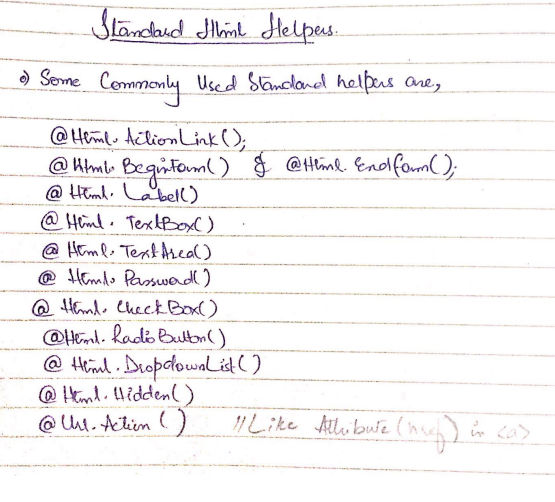 Standard Html Helpers.
Some Commonly Used Standard helpers are,
@Html.ActionLink();
@Html.BeginForm() & @Html.Endform();
@Html.Label()
@Html.TextBox()
@Html.TextArea()
@Html.Password()
@Html.CheckBox()
@Html.RadioButton()
@Html.DropdownList()
@Html.Hidden()
@Url.Action() //Like Attribute(href) in <a>